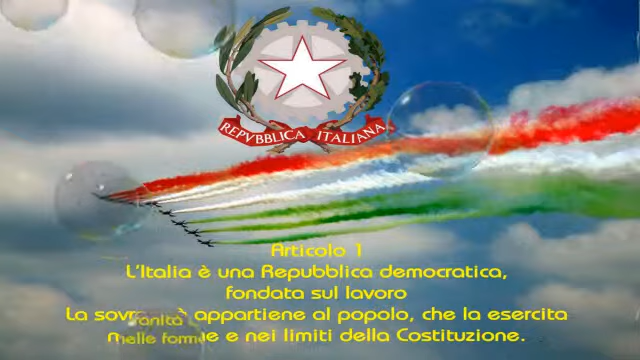 REPVBBLICA ITALIANA
Articolo 1
L'Italia è una Repubblica democratica,
fondata sul lavoro
La sovranità appartiene al popolo, che la esercita
nelle forme e nei limiti della Costituzione.